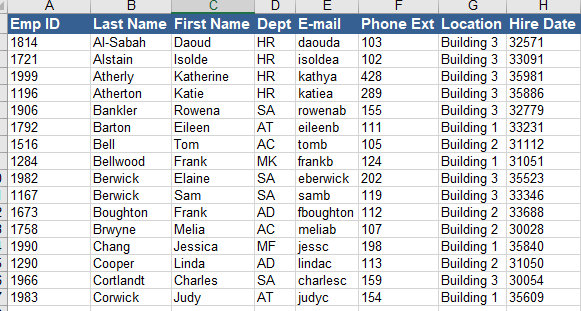 A B C D E F G H
Emp ID Last Name First Name Dept E-mail Phone Ext Location Hire Date
1814 Al-Sabah Daoud HR daouda 103 Building 3 32571
1721 Alstain Isolde HR isoldea 102 Building 3 33091
1999 Atherly Katherine HR kathya 428 Building 3 35981
1196 Atherton Katie HR katiea 289 Building 3 35886
1906 Bankler Rowena SA rowenab 155 Building 3 32779
1792 Barton Eileen AT eileenb 111 Building 1 33231
1516 Bell Tom AC tomb 105 Building 2 31112
1284 Bellwood Frank MK frankb 124 Building 1 31051
1982 Berwick Elaine SA eberwick 202 Building 3 35523
1167 Berwick Sam SA samb 119 Building 3 33346
1673 Boughton Frank AD fboughton 112 Building 2 33688
1758 Brwyne Melia AC meliab 107 Building 2 30028
1990 Chang Jessica MF jessc 198 Building 1 35840
1290 Cooper Linda AD lindac 113 Building 2 31050
1966 Cortlandt Charles SA charlesc 159 Building 3 30054
1983 Corwick Judy AT judyc 154 Building 1 35609